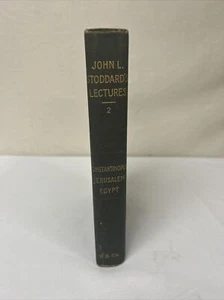 JOHN L.
STODDARD'S
LECTURES
2
CONSTANTINOPLE
JERUSALEM
EGYPT